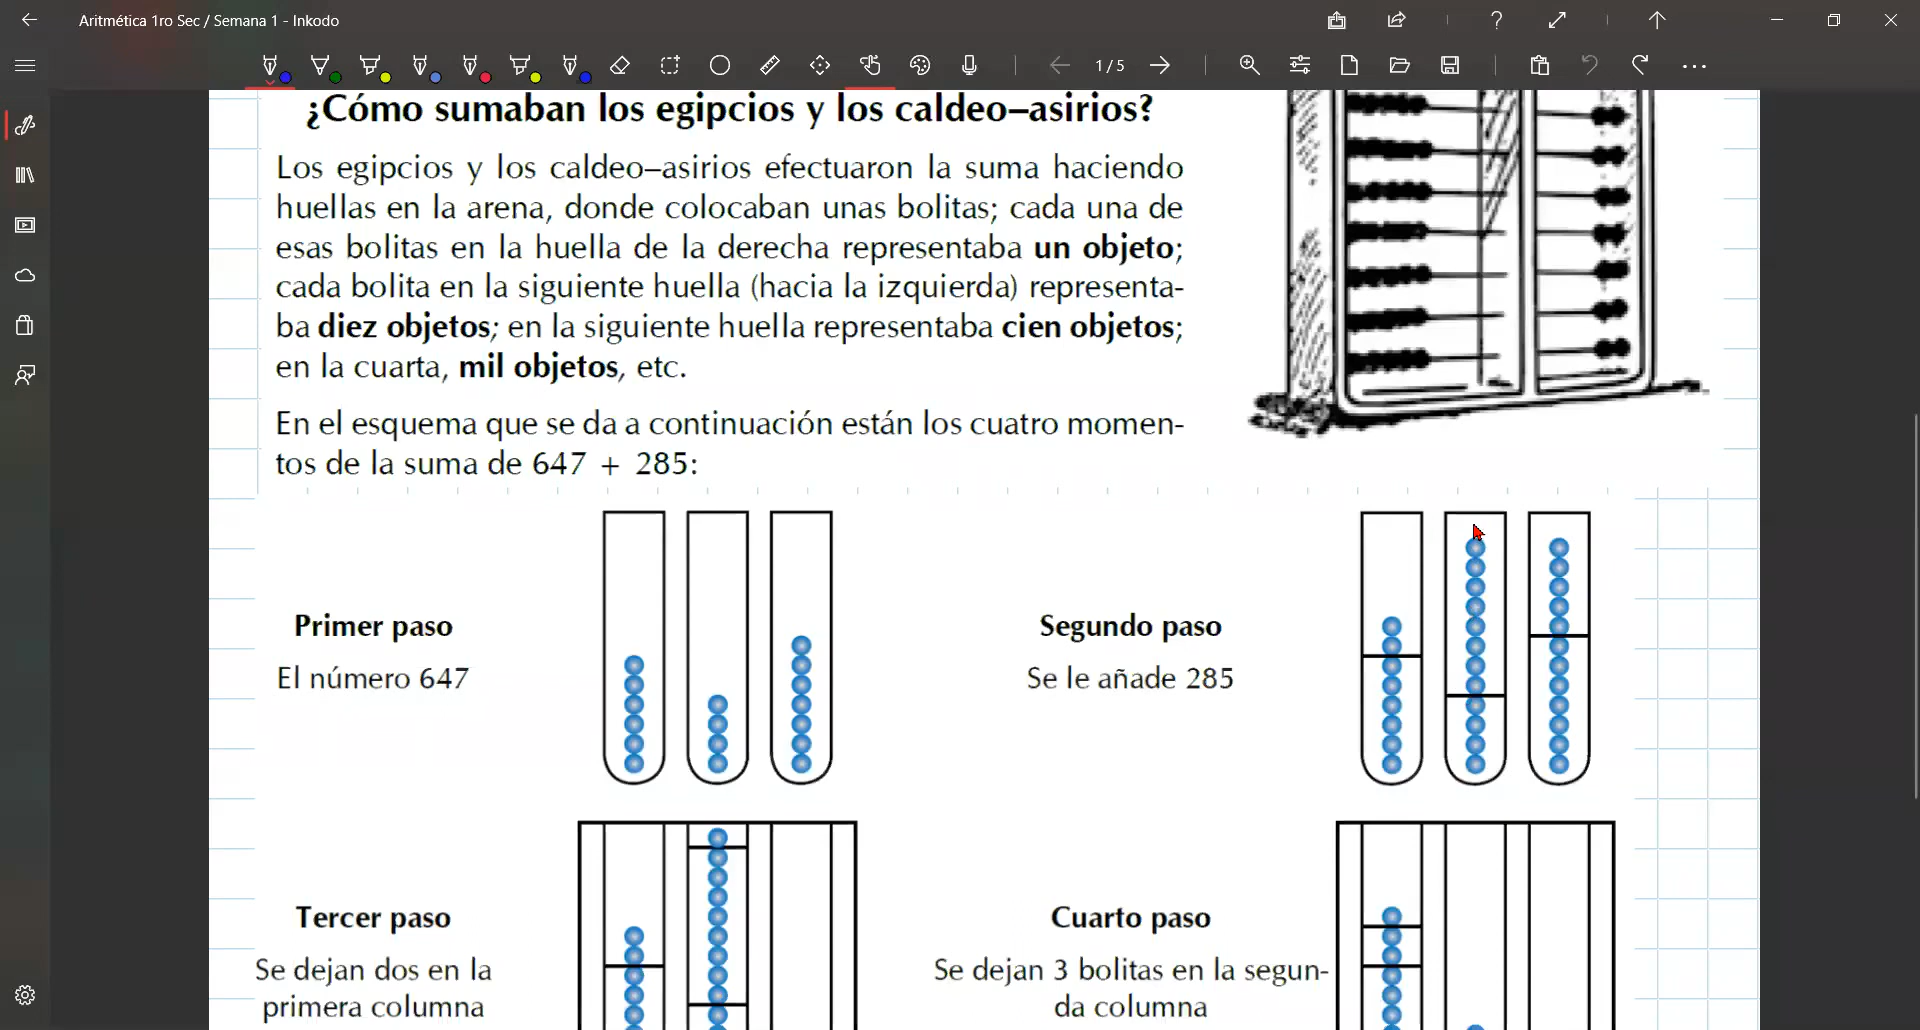 Aritmética 1ro Sec / Semana 1 - Inkodo
1 / 5
¿Cómo sumaban los egipcios y los caldeo–asirios?
Los egipcios y los caldeo–asirios efectuaron la suma haciendo
huellas en la arena, donde colocaban unas bolitas; cada una de
esas bolitas en la huella de la derecha representaba un objeto;
cada bolita en la siguiente huella (hacia la izquierda) representa-
ba diez objetos; en la siguiente huella representaba cien objetos;
en la cuarta, mil objetos, etc.
En el esquema que se da a continuación están los cuatro momen-
tos de la suma de 647 + 285:
Primer paso
El número 647
Segundo paso
Se le añade 285
Tercer paso
Se dejan dos en la
primera columna
Cuarto paso
Se dejan 3 bolitas en la segun-
da columna